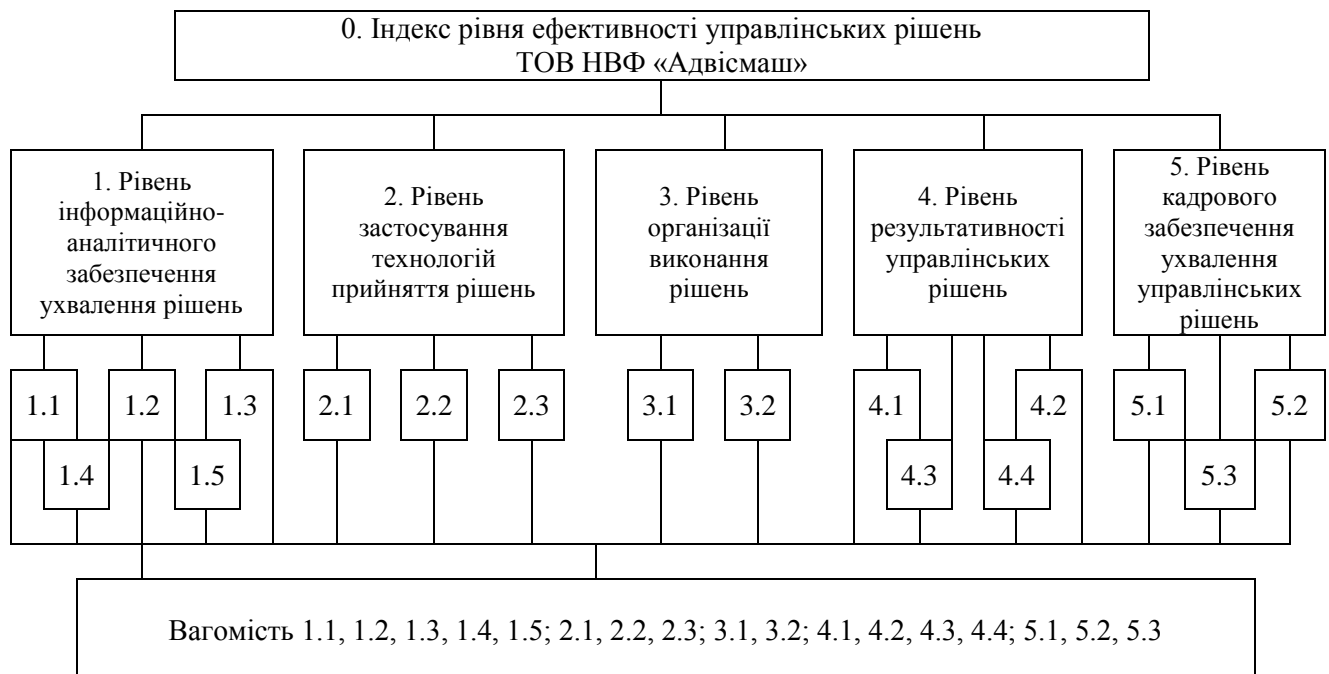 0. Індекс рівня ефективності управлінських рішень
ТОВ НВФ «Адвісмаш»
1. Рівень
інформаційно-
аналітичного
забезпечення
ухвалення рішень
2. Рівень
застосування
технологій
прийняття рішень
3. Рівень
організації
виконання
рішень
4. Рівень
результативності
управлінських
рішень
5. Рівень
кадрового
забезпечення
ухвалення
управлінських
рішень
1.1
1.2
1.3
1.4
1.5
2.1
2.2
2.3
3.1
3.2
4.1
4.2
4.3
4.4
5.1
5.2
5.3
Вагомість 1.1, 1.2, 1.3, 1.4, 1.5; 2.1, 2.2, 2.3; 3.1, 3.2; 4.1, 4.2, 4.3, 4.4; 5.1, 5.2, 5.3